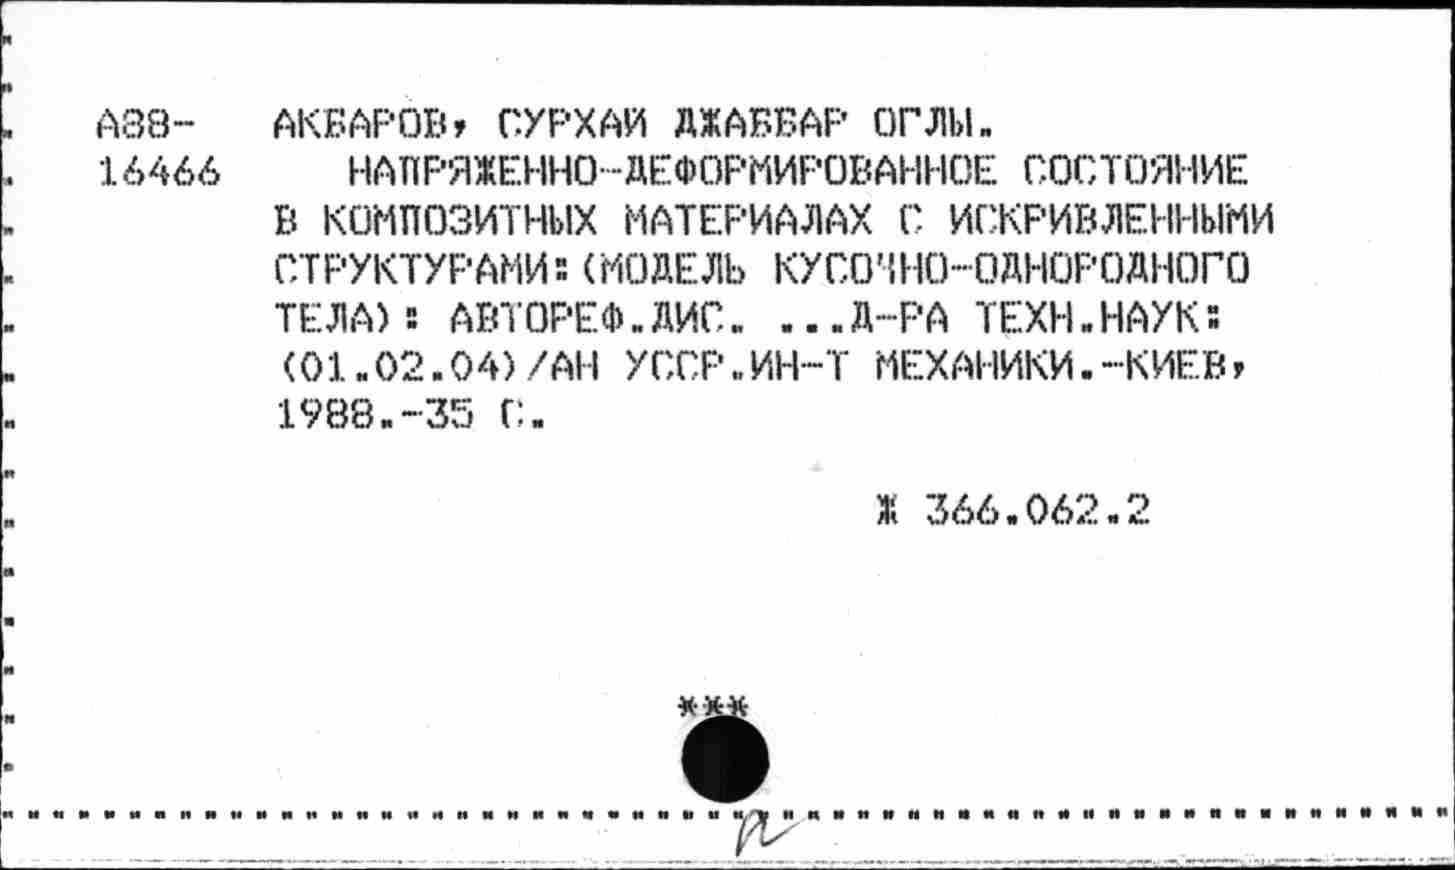 А88- АКБАРОВ, СУРХАЙ ДЖАББАР ОГЛЫ.
16466 НАПРЯЖЕННО-ДЕФОРМИРОВАННОЕ СОСТОЯНИЕ
В КОМПОЗИТНЫХ МАТЕРИАЛАХ С ИСКРИВЛЕННЫМИ
СТРУКТУРАМИ:(МОДЕЛЬ КУСОЧНО-ОДНОРОДНОГО
ТЕЛА): АВТОРЕФ.ДИС. ...Д-РА ТЕХН.НАУК:
(01.02.04)/АН УССР.ИН-Т МЕХАНИКИ.-КИЕВ,
1988.-35 С.
Ж 366.062.2
***